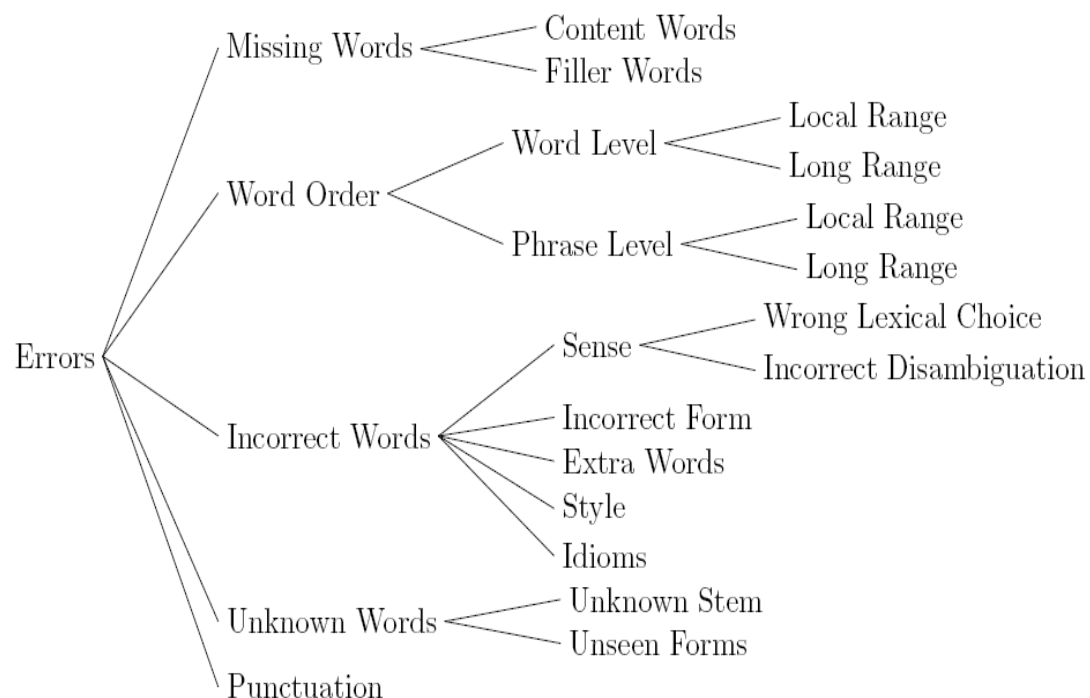 Content Words
Missing Words
Filler Words
Local Range
Word Level
Long Range
Word Order
Local Range
Phrase Level
Long Range
Wrong Lexical Choice
Sense
Errors
Incorrect Disambiguation
Incorrect Form
Incorrect Words
Extra Words
Style
Idioms
Unknown Stem
Unknown Words
Unseen Forms
Punctuation